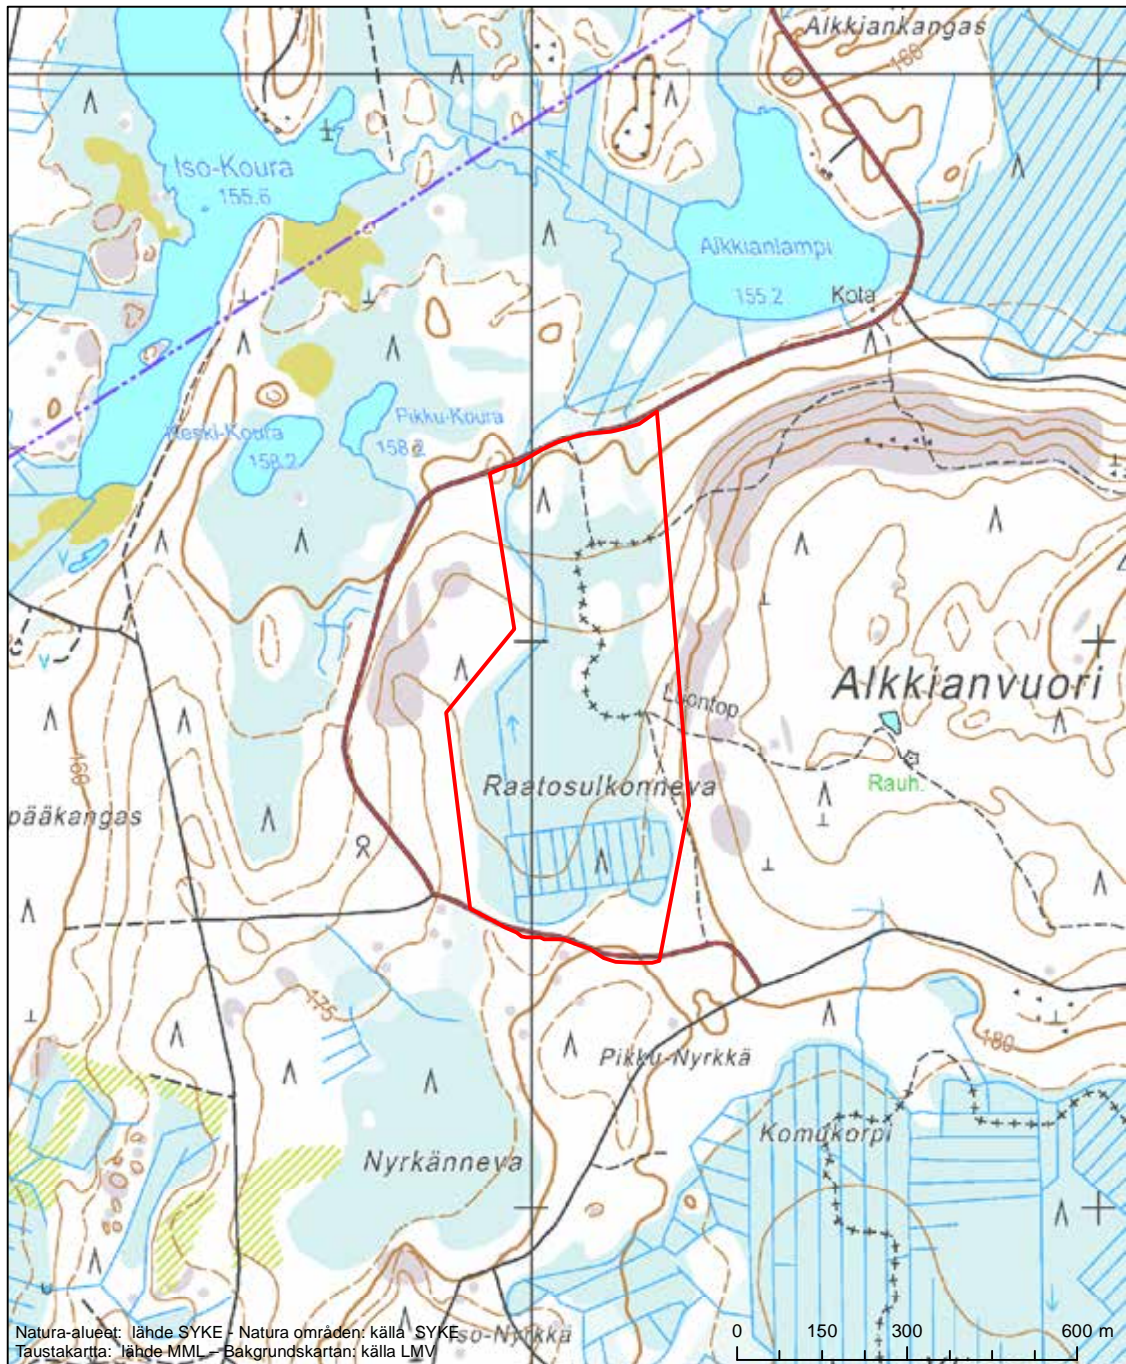 Alkkiankangas
160
Iso-Koura
155.6
Alkkianlampi
155.2
Kota
Pikku-Koura
158.2
Keski-Koura
158.2
Alkkianvuori
Luontop
Rauh.
Raatosulkonneva
168
pääkangas
175
180
Pikku-Nyrkkä
Komukorpi
Nyrkänneva
Iso-Nyrkkä
Natura-alueet: lähde SYKE - Natura områden: källa SYKE
Taustakartta: lähde MML – Bakgrundskartan: källa LMV
0 150 300 600 m